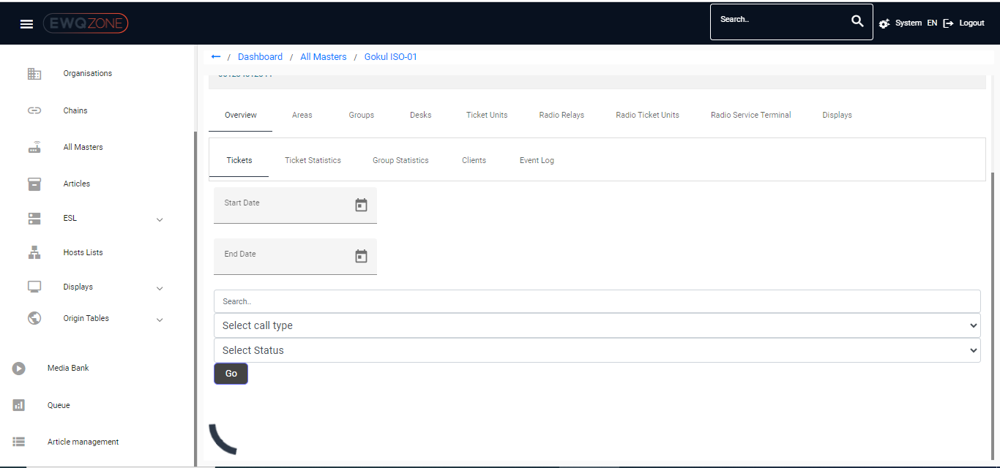 EWQZONE
Search..
System EN Logout
Organisations
Chains
All Masters
Articles
ESL
Hosts Lists
Displays
Origin Tables
Media Bank
Queue
Article management
/ Dashboard / All Masters / Gokul ISO-01
Overview Areas Groups Desks Ticket Units Radio Relays Radio Ticket Units Radio Service Terminal Displays
Tickets Ticket Statistics Group Statistics Clients Event Log
Start Date
End Date
Search..
Select call type
Select Status
Go